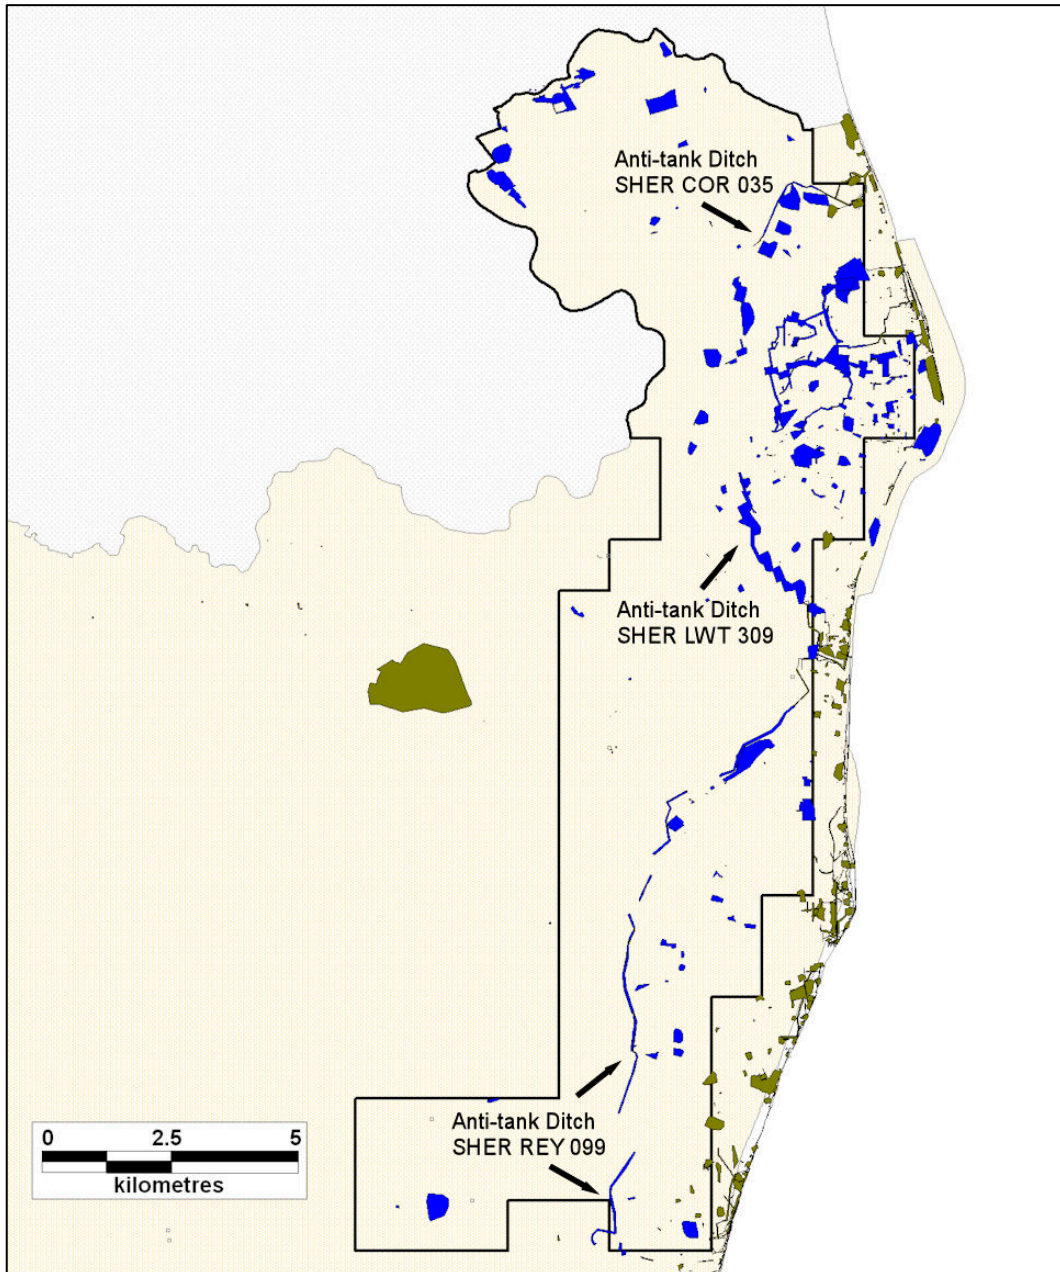 Anti-tank Ditch
SHER COR 035
Anti-tank Ditch
SHER LWT 309
Anti-tank Ditch
SHER REY 099
0 2.5 5
kilometres